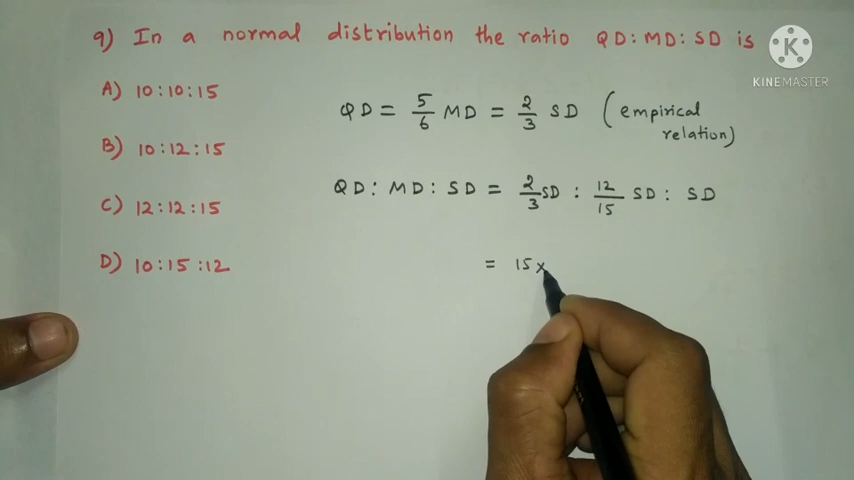 9) In a normal distribution the ratio QD: MD: SD is
A) 10:10:15
B) 10:12:15
C) 12:12:15
D) 10:15:12
QD = 5/6 MD = 2/3 SD (empirical relation)
QD: MD: SD = 2/3 SD : 12/15 SD : SD
= 15×
K
KINEMASTER